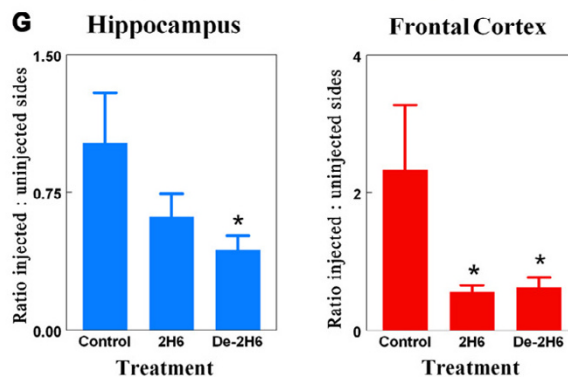 G
Hippocampus
Ratio injected : uninjected sides
1.50
0.75
0.00
*
Control 2H6 De-2H6
Treatment
Frontal Cortex
Ratio injected : uninjected sides
4
2
0
* *
Control 2H6 De-2H6
Treatment